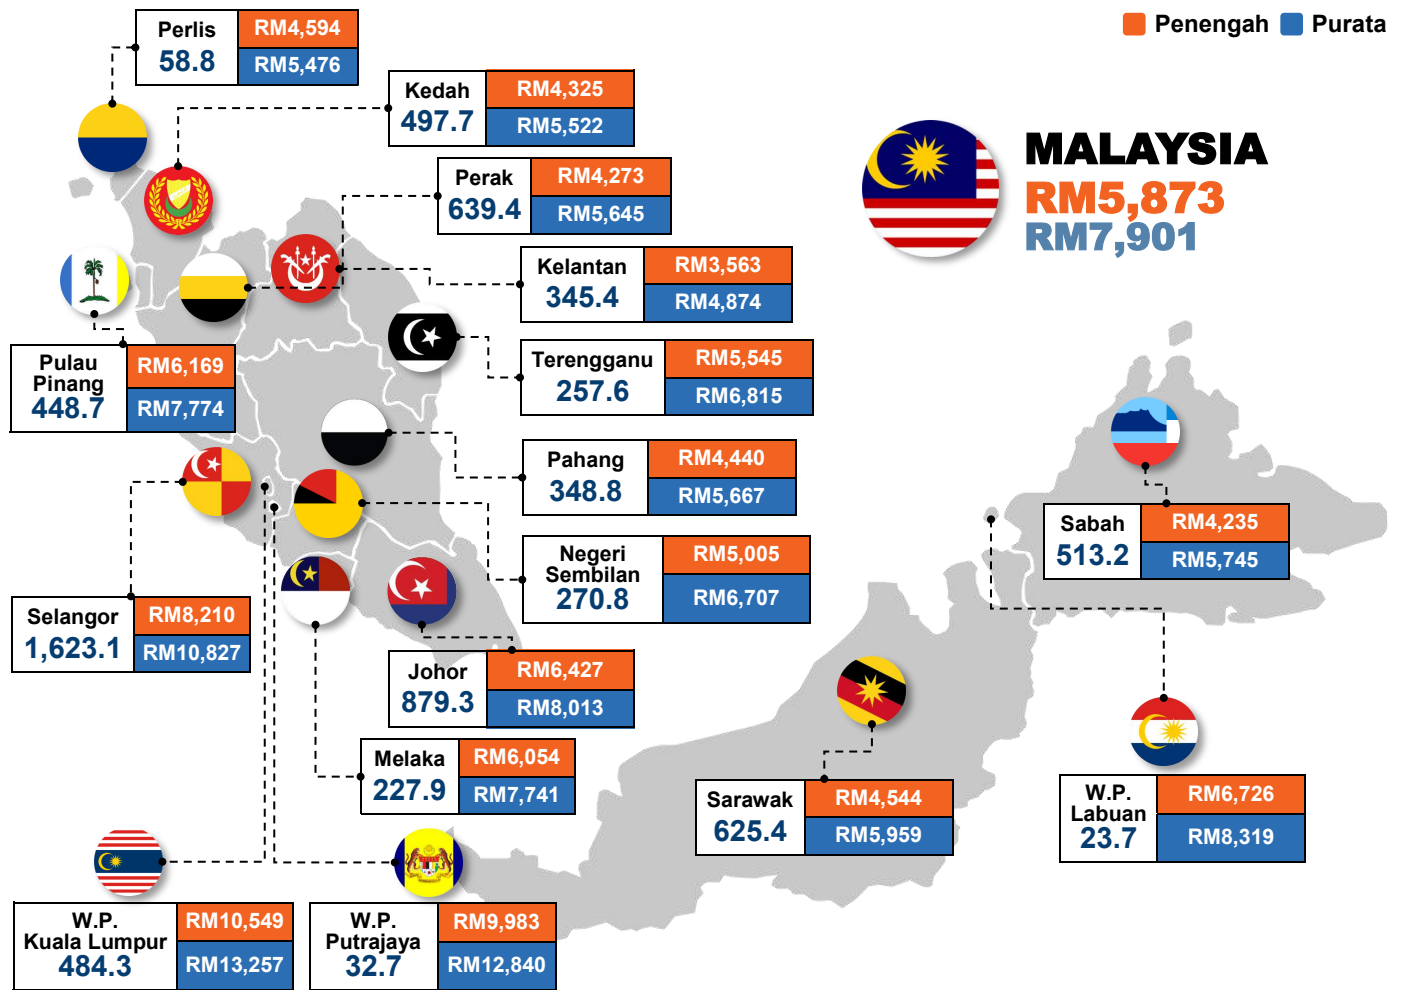 Penengah
Purata
MALAYSIA
RM5,873
RM7,901
Perlis
58.8
RM4,594
RM5,476
Kedah
497.7
RM4,325
RM5,522
Perak
639.4
RM4,273
RM5,645
Kelantan
345.4
RM3,563
RM4,874
Pulau
Pinang
448.7
RM6,169
RM7,774
Terengganu
257.6
RM5,545
RM6,815
Pahang
348.8
RM4,440
RM5,667
Negeri
Sembilan
270.8
RM5,005
RM6,707
Sabah
513.2
RM4,235
RM5,745
Selangor
1,623.1
RM8,210
RM10,827
Johor
879.3
RM6,427
RM8,013
Melaka
227.9
RM6,054
RM7,741
Sarawak
625.4
RM4,544
RM5,959
W.P.
Labuan
23.7
RM6,726
RM8,319
W.P.
Kuala Lumpur
484.3
RM10,549
RM13,257
W.P.
Putrajaya
32.7
RM9,983
RM12,840